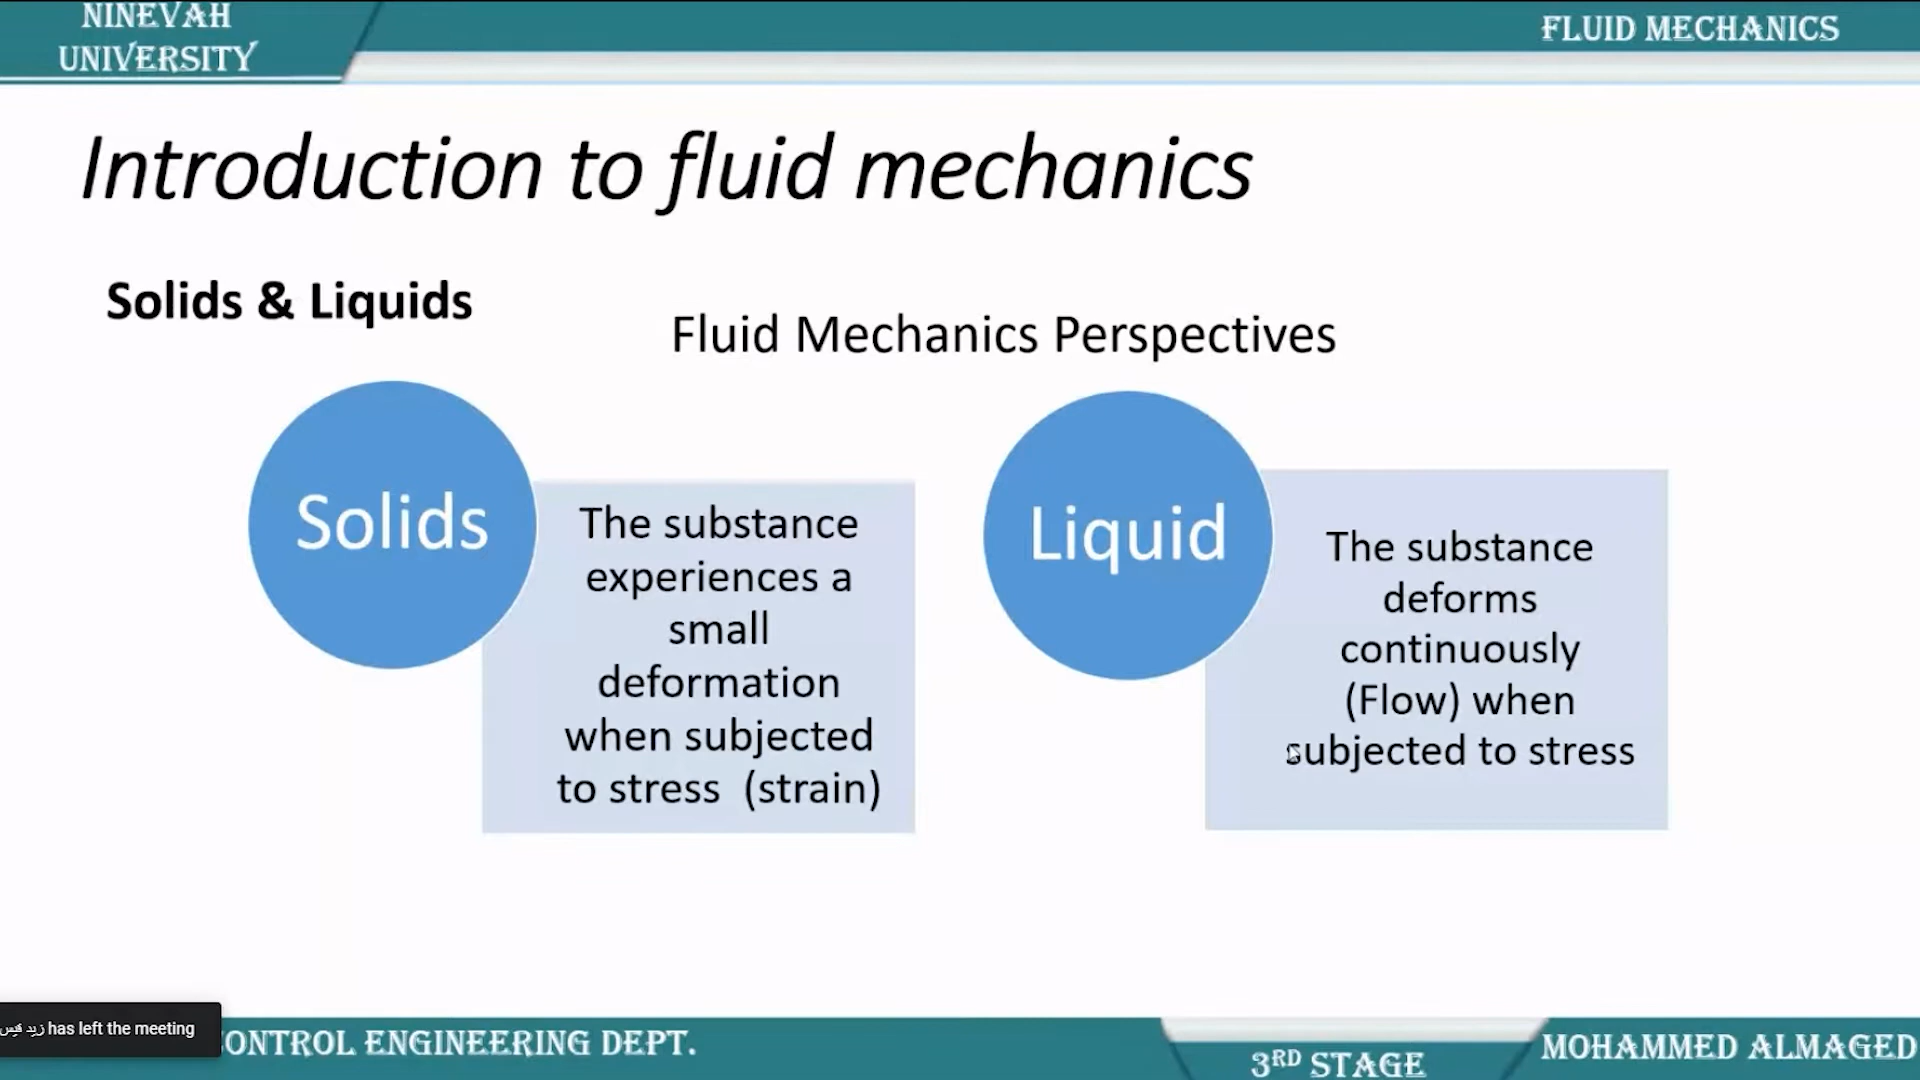 NINEVAH
UNIVERSITY
FLUID MECHANICS
Introduction to fluid mechanics
Solids & Liquids
Fluid Mechanics Perspectives
Solids
The substance
experiences a
small
deformation
when subjected
to stress (strain)
Liquid
The substance
deforms
continuously
(Flow) when
subjected to stress
زيد قيس has left the meeting
ONTROL ENGINEERING DEPT.
3RD STAGE
MOHAMMED ALMAGED